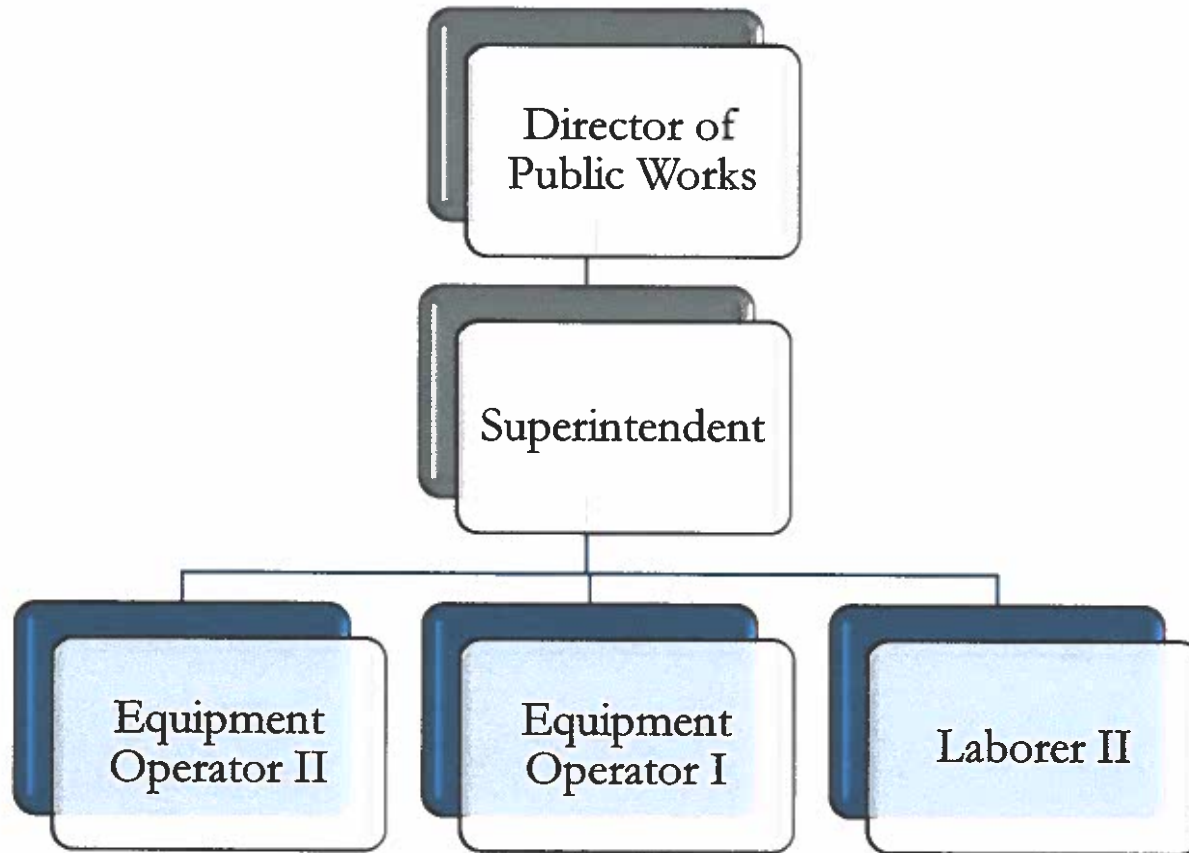 Director of
Public Works
Superintendent
Equipment
Operator II
Equipment
Operator I
Laborer II